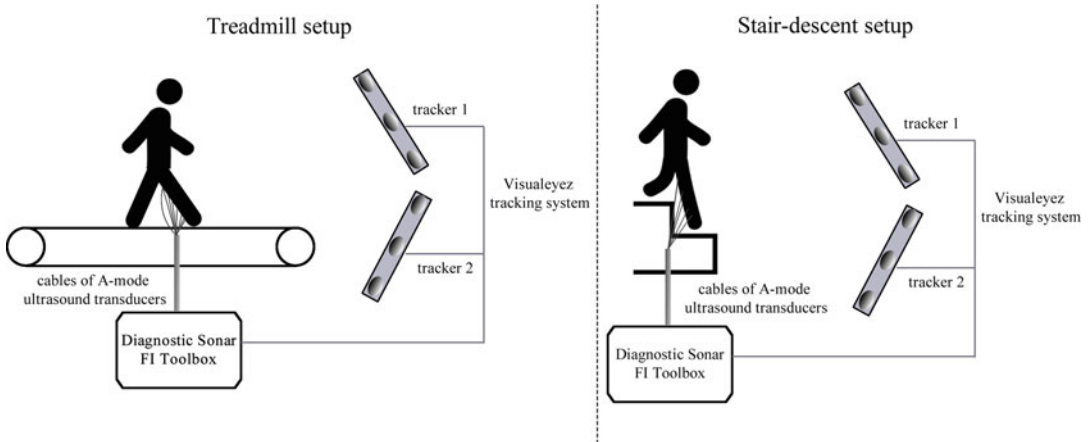 Treadmill setup
tracker 1
Visualeyez
tracking system
tracker 2
cables of A-mode
ultrasound transducers
Diagnostic Sonar
FI Toolbox
Stair-descent setup
tracker 1
Visualeyez
tracking system
tracker 2
cables of A-mode
ultrasound transducers
Diagnostic Sonar
FI Toolbox